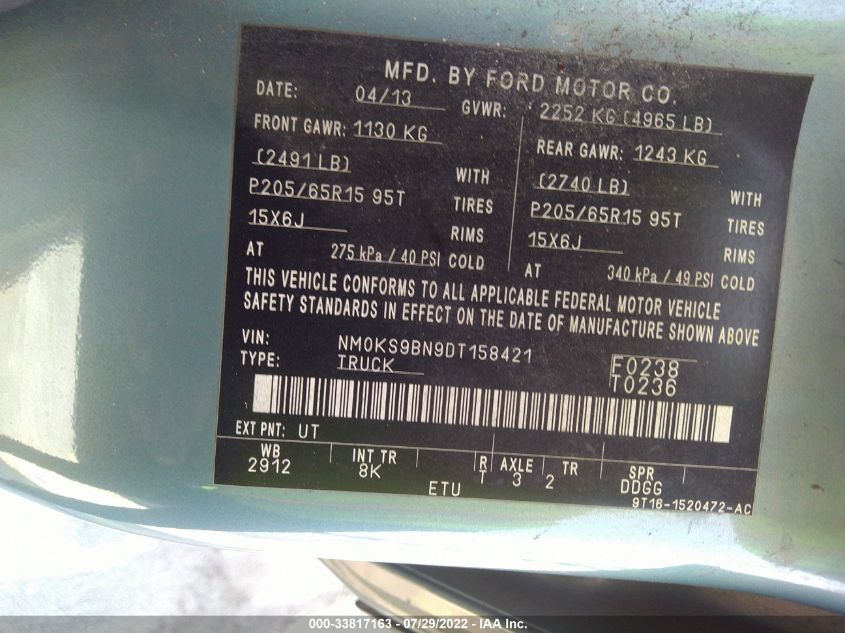 MFD. BY FORD MOTOR CO.
DATE: 04/13 GVWR: 2252 KG (4965 LB)
FRONT GAWR: 1130 KG REAR GAWR: 1243 KG
(2491 LB) WITH (2740 LB) WITH
P205/65R15 95T TIRES P205/65R15 95T TIRES
15X6J RIMS 15X6J RIMS
AT 275 kPa / 40 PSI COLD AT 340 kPa / 49 PSI COLD
THIS VEHICLE CONFORMS TO ALL APPLICABLE FEDERAL MOTOR VEHICLE
SAFETY STANDARDS IN EFFECT ON THE DATE OF MANUFACTURE SHOWN ABOVE
VIN: NM0KS9BN9DT158421
TYPE: TRUCK F0238
T0236
EXT PNT: UT
WB INT TR R AXLE TR SPR
2912 8K T 3 2 DDGG
ETU 9T16-1520472-AC
000-33817163 - 07/29/2022 - IAA Inc.